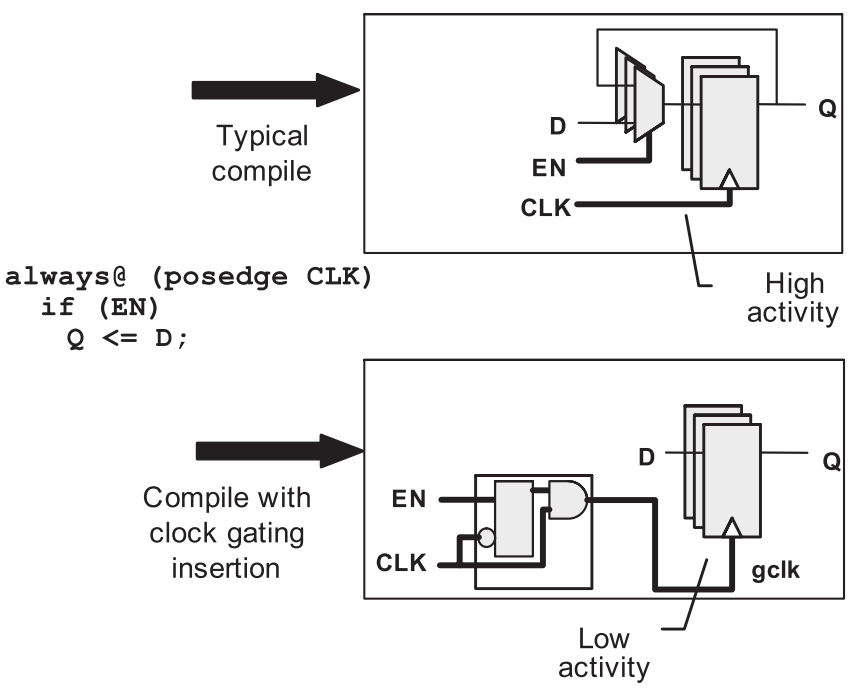 Typical
compile
D
EN
CLK
Q
High
activity
always@ (posedge CLK)
if (EN)
Q <= D;
Compile with
clock gating
insertion
EN
CLK
D
Q
gclk
Low
activity